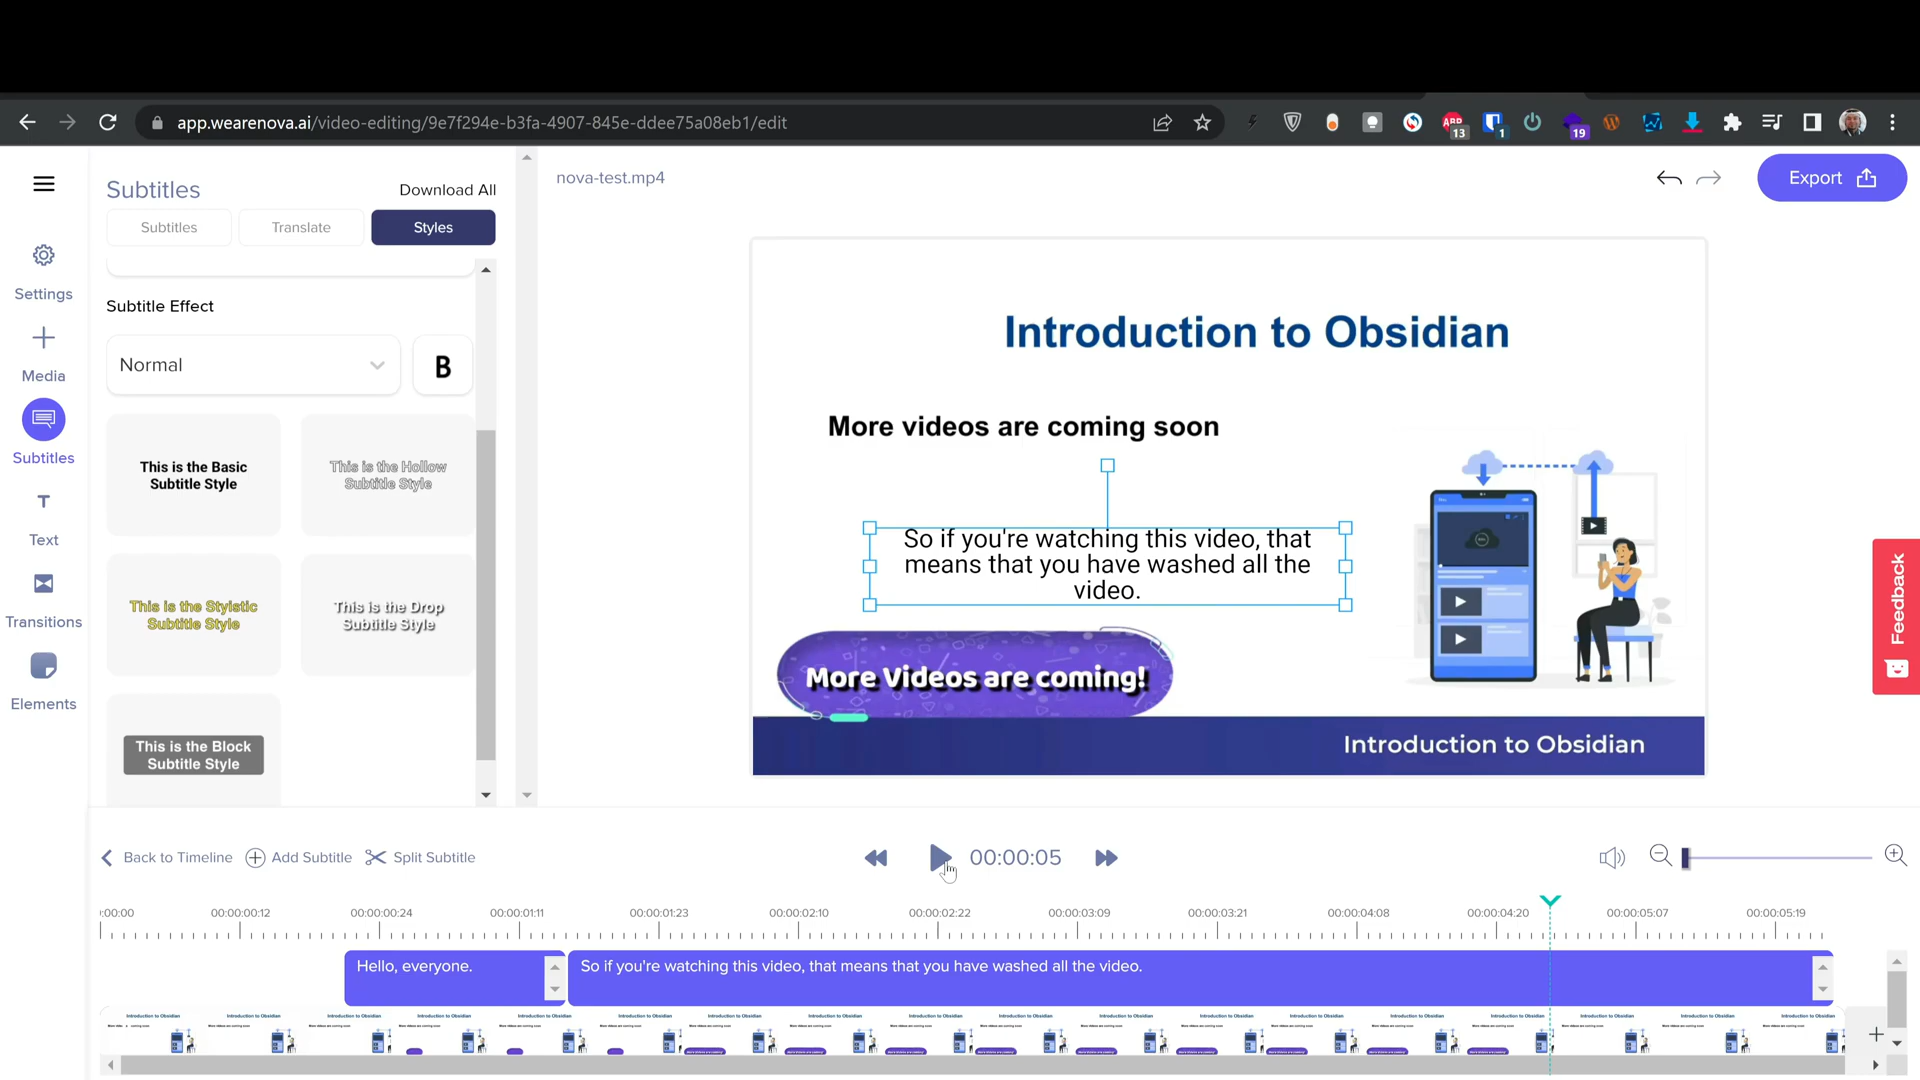 app.wearenova.ai/video-editing/9e7f294e-b3fa-4907-845e-ddee75a08eb1/edit
ABP
13
1
19
Subtitles
Download All
nova-test.mp4
Export
Subtitles
Translate
Styles
Settings
Media
Subtitles
Text
Transitions
Elements
Subtitle Effect
Normal
B
This is the Basic
Subtitle Style
This is the Hollow
Subtitle Style
This is the Stylstic
Subtitle Style
This is the Drop
Subtitle Style
This is the Block
Subtitle Style
Introduction to Obsidian
More videos are coming soon
So if you're watching this video, that
means that you have washed all the
video.
More Videos are coming!
Introduction to Obsidian
Feedback
Back to Timeline
Add Subtitle
Split Subtitle
00:00:05
:00:00
00:00:00:12
00:00:00:24
00:00:01:11
00:00:01:23
00:00:02:10
00:00:02:22
00:00:03:09
00:00:03:21
00:00:04:08
00:00:04:20
00:00:05:07
00:00:05:19
Hello, everyone.
So if you're watching this video, that means that you have washed all the video.